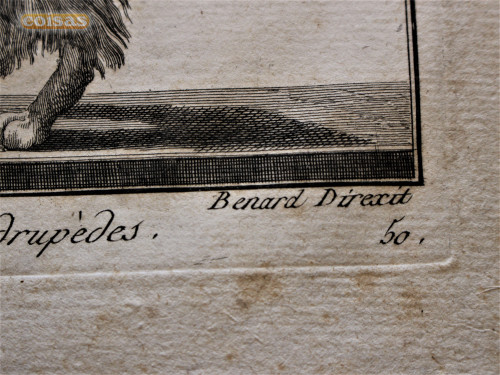 coisas
Benard Direxit
drupèdes. 50.